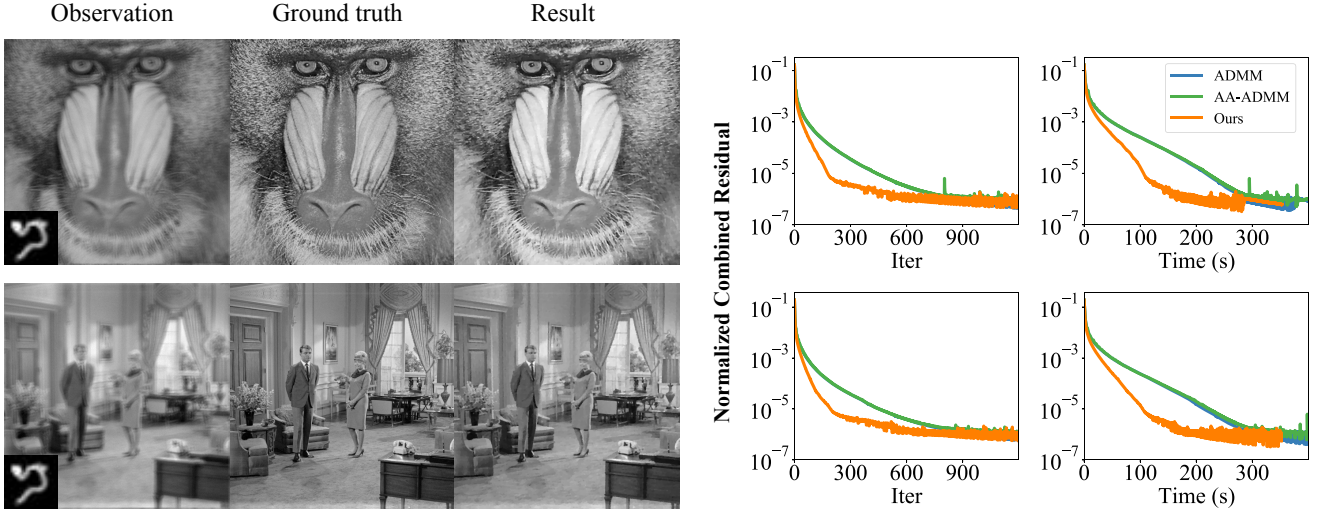 Observation Ground truth Result
Normalized Combined Residual
10⁻¹
10⁻³
10⁻⁵
10⁻⁷
0 300 600 900
Iter
10⁻¹
10⁻³
10⁻⁵
10⁻⁷
0 100 200 300
Time (s)
ADMM
AA-ADMM
Ours
10⁻¹
10⁻³
10⁻⁵
10⁻⁷
0 300 600 900
Iter
10⁻¹
10⁻³
10⁻⁵
10⁻⁷
0 100 200 300
Time (s)